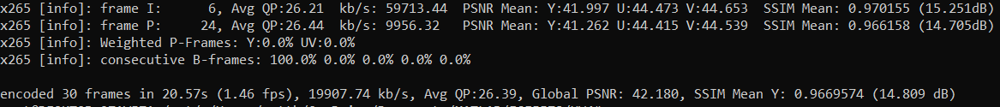 x265 [info]: frame I:      6, Avg QP:26.21  kb/s: 59713.44  PSNR Mean: Y:41.997 U:44.473 V:44.653  SSIM Mean: 0.970155 (15.251dB)
x265 [info]: frame P:     24, Avg QP:26.44  kb/s: 9956.32   PSNR Mean: Y:41.262 U:44.415 V:44.539  SSIM Mean: 0.966158 (14.705dB)
x265 [info]: Weighted P-Frames: Y:0.0% UV:0.0%
x265 [info]: consecutive B-frames: 100.0% 0.0% 0.0% 0.0% 0.0%
encoded 30 frames in 20.57s (1.46 fps), 19907.74 kb/s, Avg QP:26.39, Global PSNR: 42.180, SSIM Mean Y: 0.9669574 (14.809 dB)